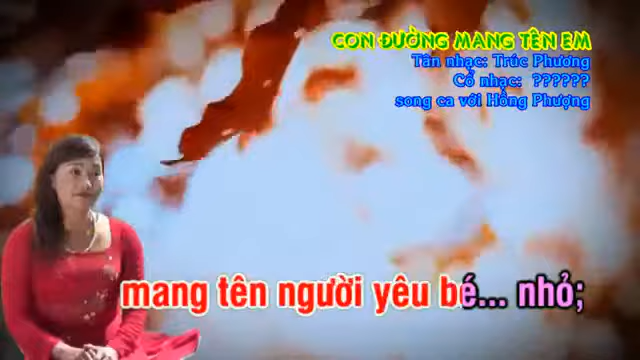 CON ĐƯỜNG MANG TÊN EM
Tân nhạc: Trúc Phương
Cổ nhạc: ??????
song ca với Hồng Phượng
mang tên người yêu bé... nhỏ;